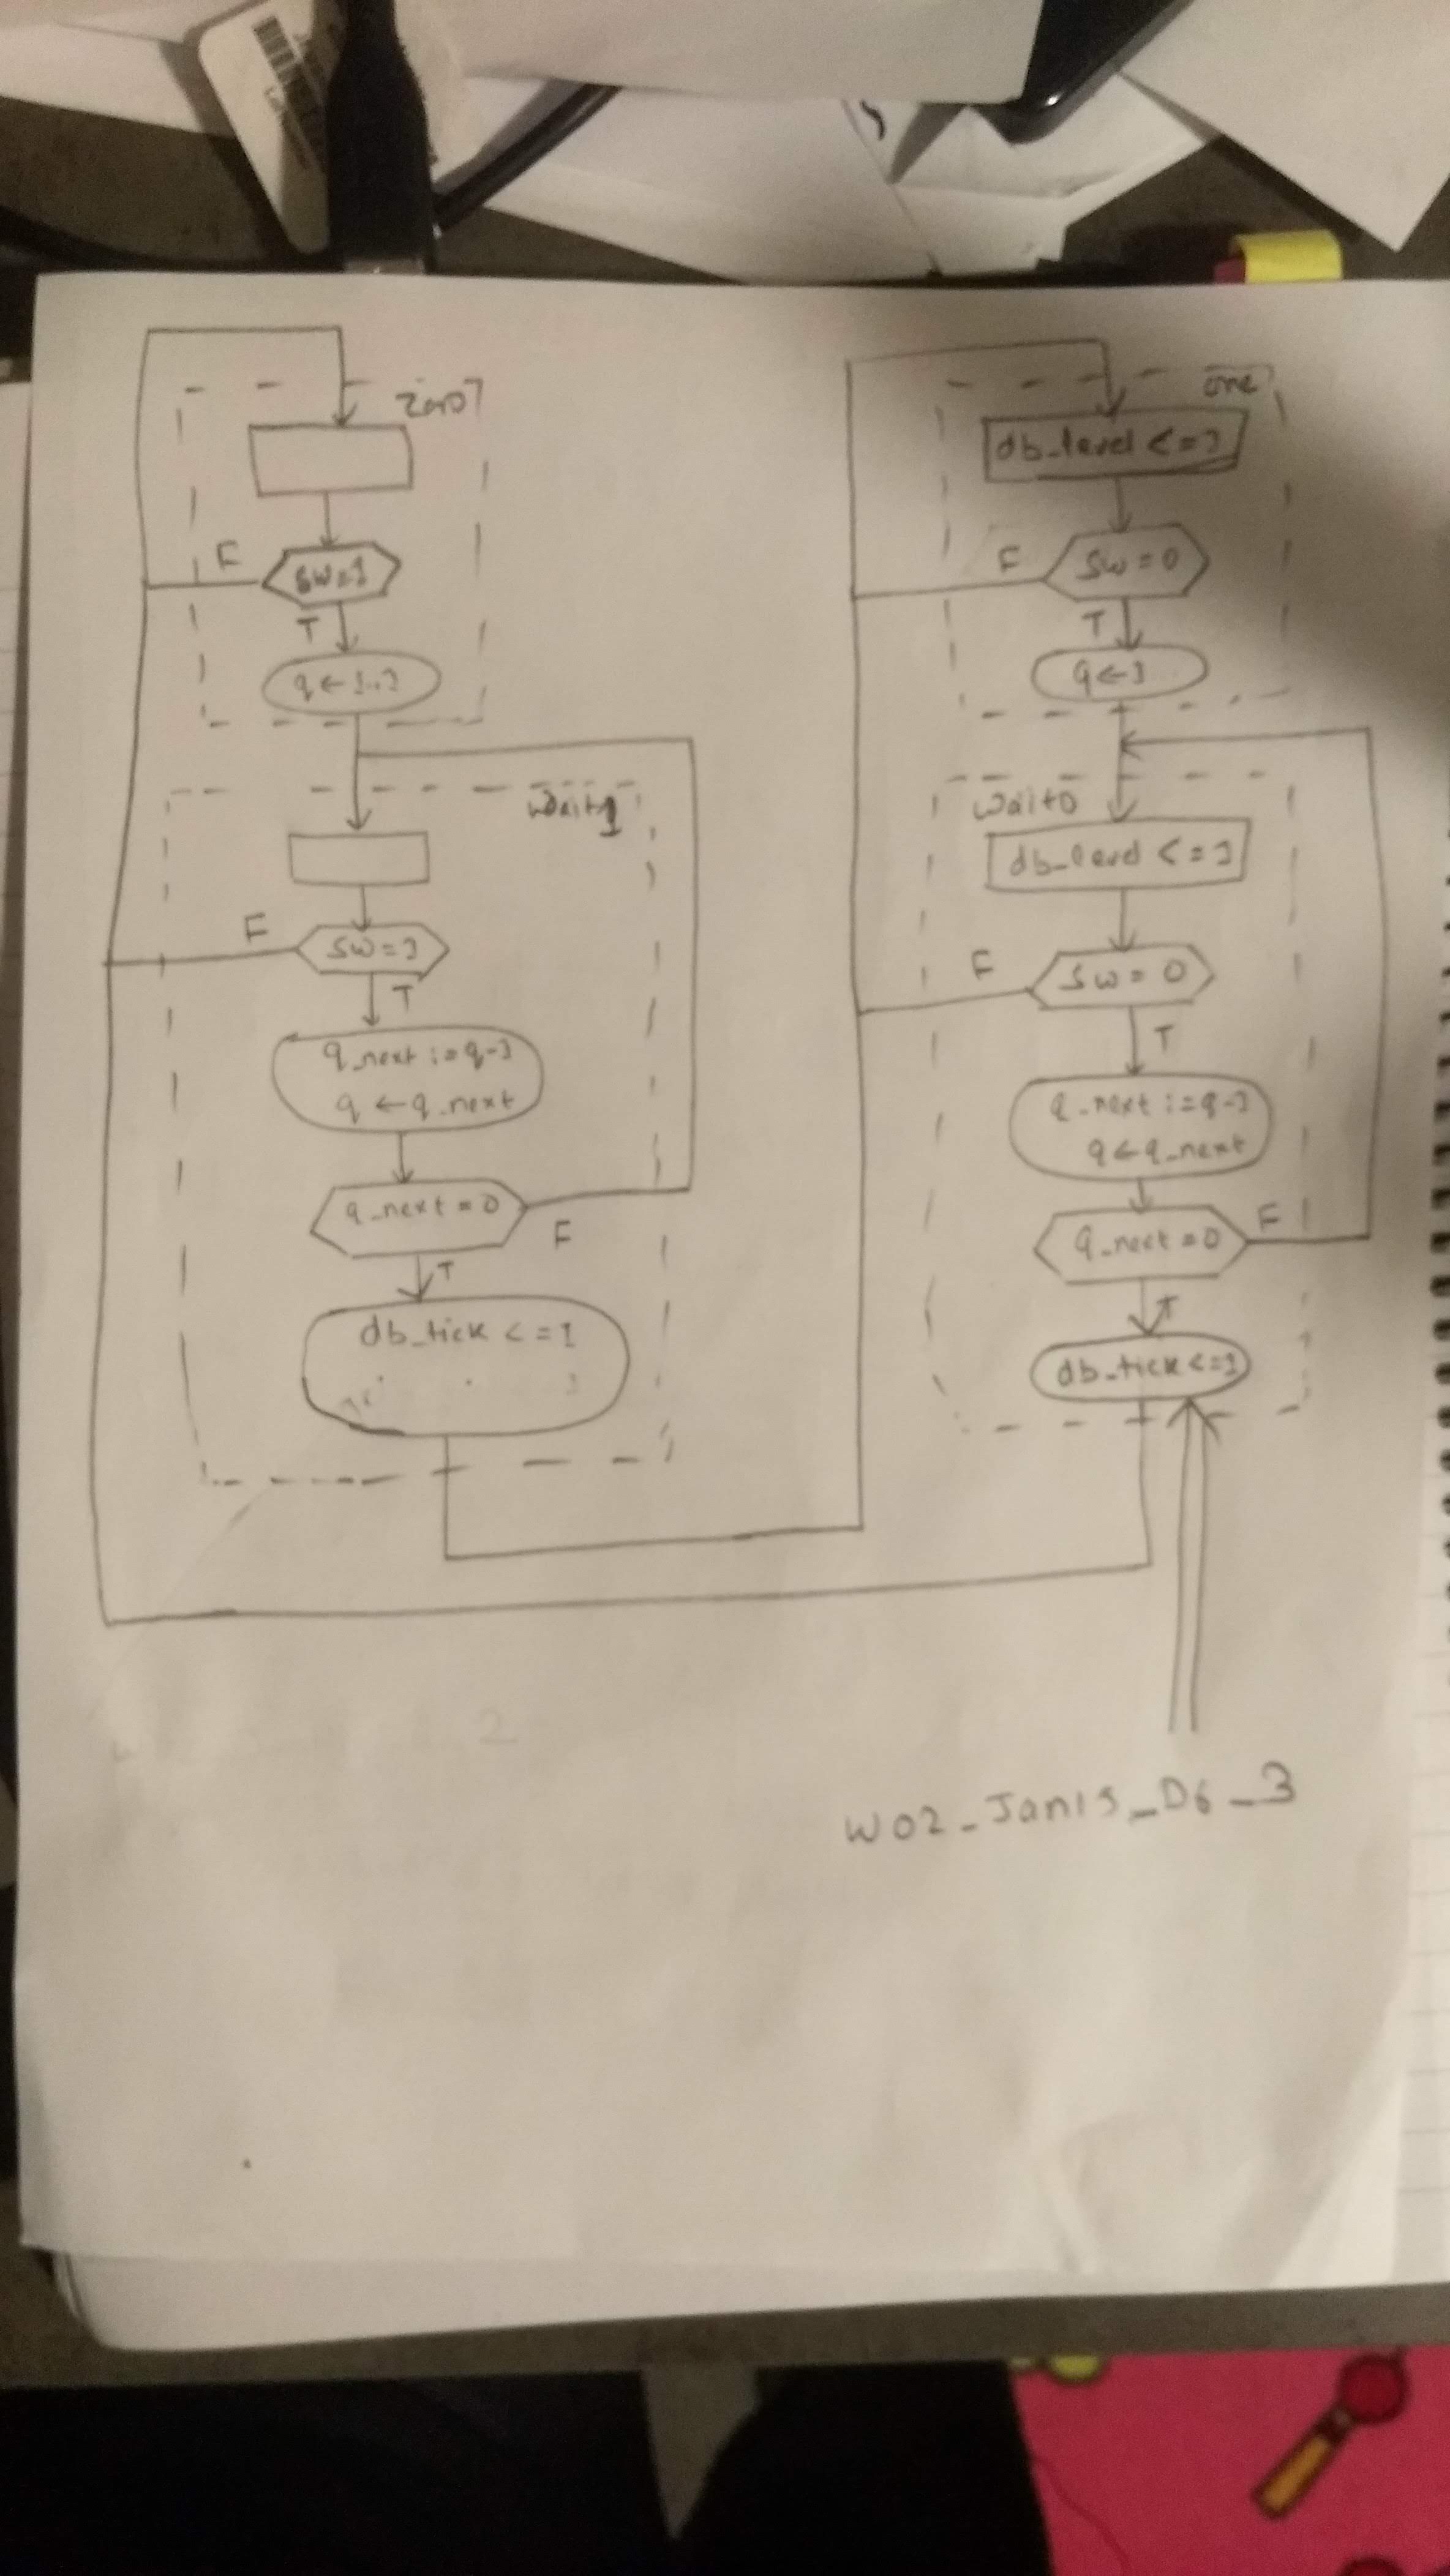 zero
F
sw=1
T
q ← 1..1
wait1
F
sw=1
T
q_next := q-1
q ← q_next
q_next = 0
F
T
db_tick <= 1
one
db_level <= 1
F
sw = 0
T
q ← 1
wait0
db_level <= 1
F
sw = 0
T
q_next := q-1
q ← q_next
q_next = 0
F
T
db_tick <= 1
W02_Jan15_D6_3